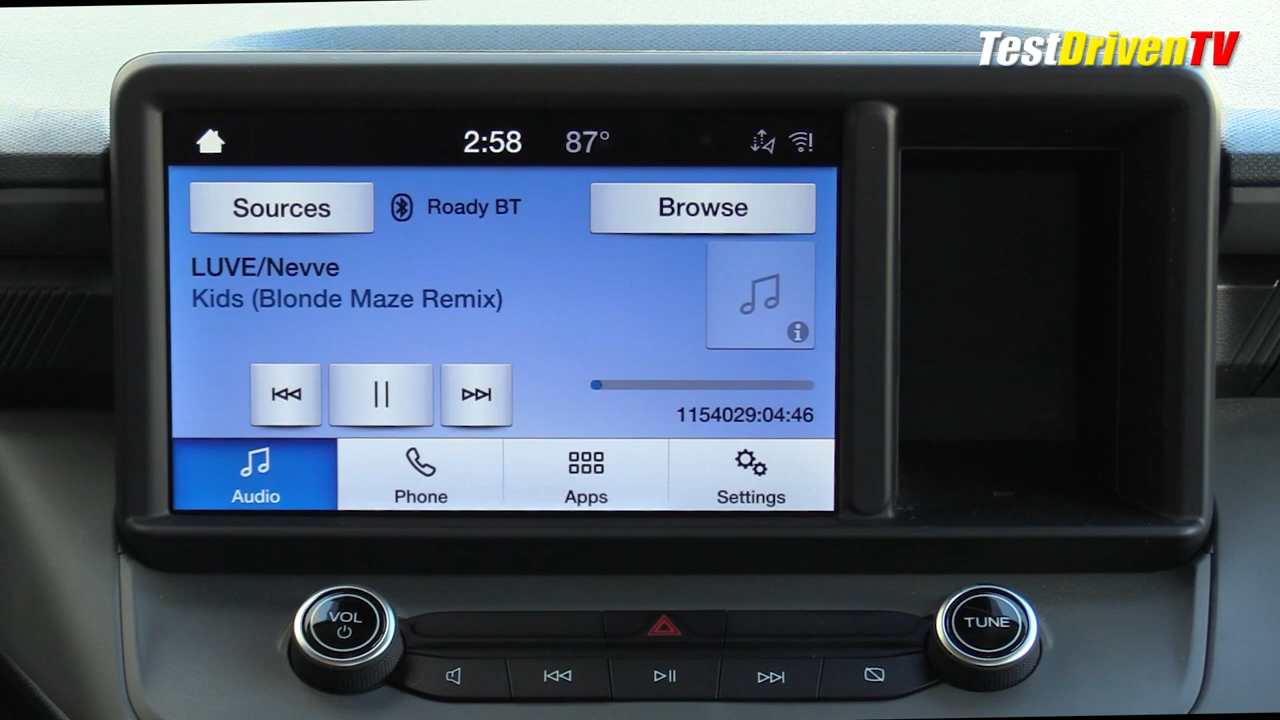 TestDrivenTV
2:58 87°
Sources Roady BT Browse
LUVE/Nevve
Kids (Blonde Maze Remix)
1154029:04:46
Audio Phone Apps Settings
VOL TUNE